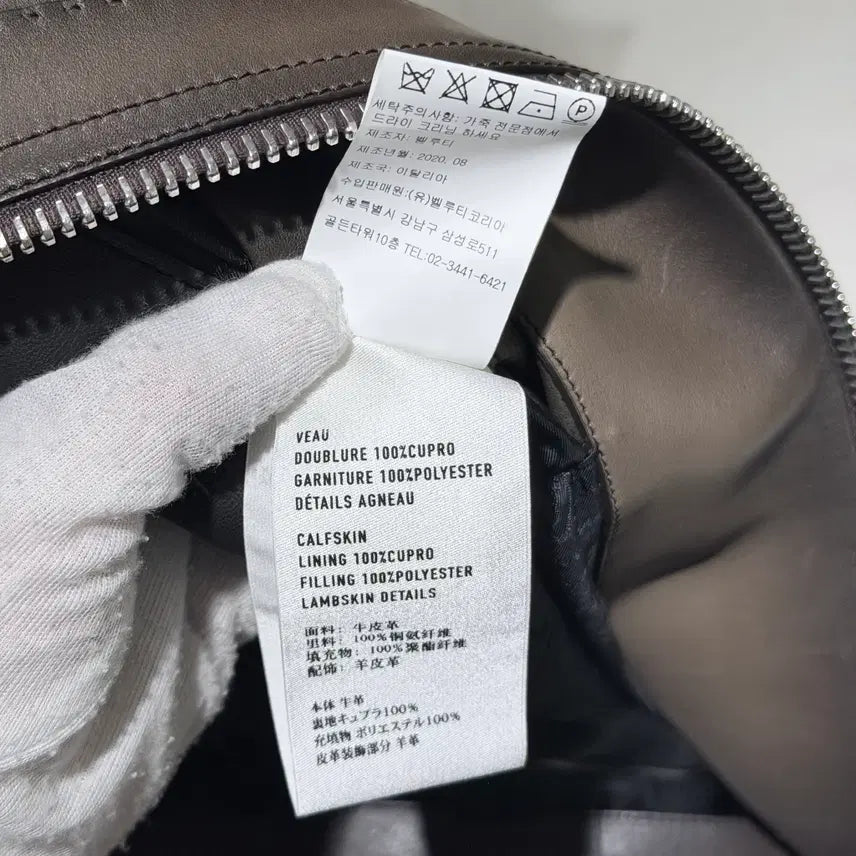 P
세탁주의사항: 가죽 전문점에서
드라이 크리닝 하세요
제조자: 벨루티
제조년월: 2020. 08
제조국: 이탈리아
수입판매원:(유)벨루티코리아
서울특별시 강남구 삼성로511
골든타워10층 TEL:02-3441-6421
VEAU
DOUBLURE 100%CUPRO
GARNITURE 100%POLYESTER
DÉTAILS AGNEAU
CALFSKIN
LINING 100%CUPRO
FILLING 100%POLYESTER
LAMBSKIN DETAILS
面料: 牛皮革
里料: 100%铜氨纤维
填充物: 100%聚酯纤维
配饰: 羊皮革
本体 牛革
裏地キュプラ100%
充填物 ポリエステル100%
皮革装飾部分 羊革